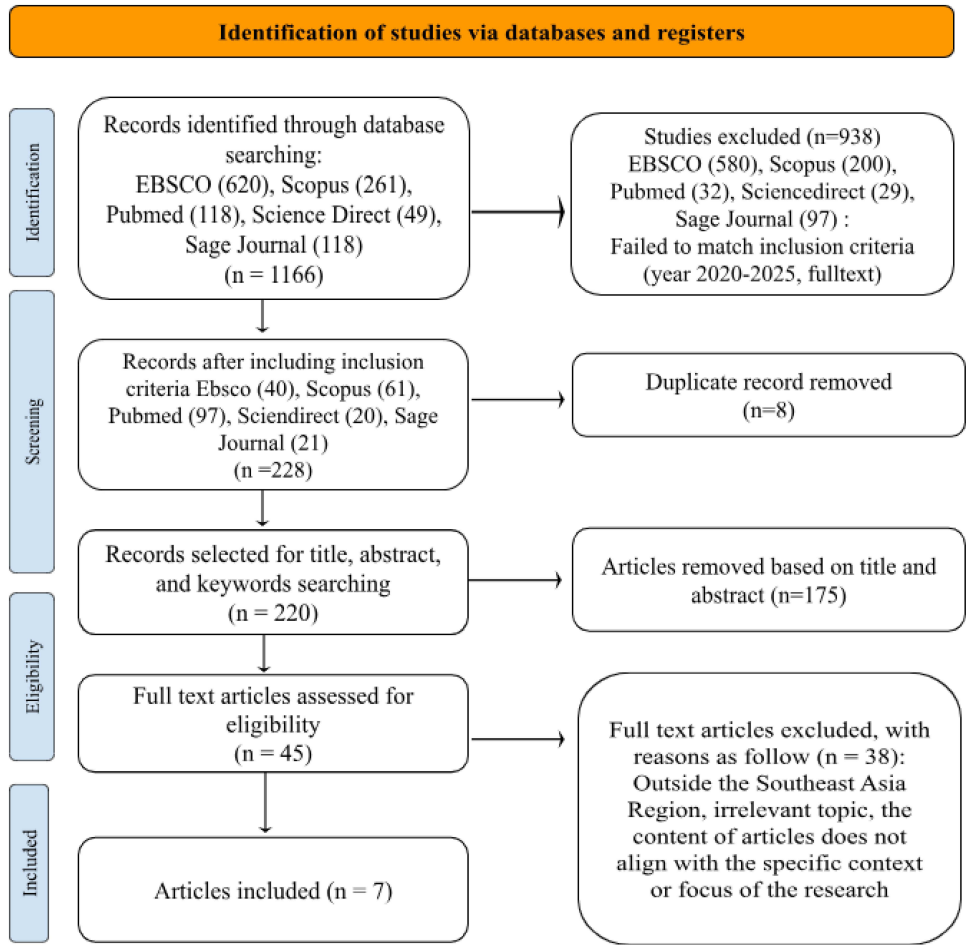 Identification of studies via databases and registers
Identification
Records identified through database
searching:
EBSCO (620), Scopus (261),
Pubmed (118), Science Direct (49),
Sage Journal (118)
(n = 1166)
Studies excluded (n=938)
EBSCO (580), Scopus (200),
Pubmed (32), Sciencedirect (29),
Sage Journal (97) :
Failed to match inclusion criteria
(year 2020-2025, fulltext)
Screening
Records after including inclusion
criteria Ebsco (40), Scopus (61),
Pubmed (97), Sciendirect (20), Sage
Journal (21)
(n =228)
Duplicate record removed
(n=8)
Records selected for title, abstract,
and keywords searching
(n = 220)
Articles removed based on title and
abstract (n=175)
Eligibility
Full text articles assessed for
eligibility
(n = 45)
Full text articles excluded, with
reasons as follow (n = 38):
Outside the Southeast Asia
Region, irrelevant topic, the
content of articles does not
align with the specific context
or focus of the research
Included
Articles included (n = 7)